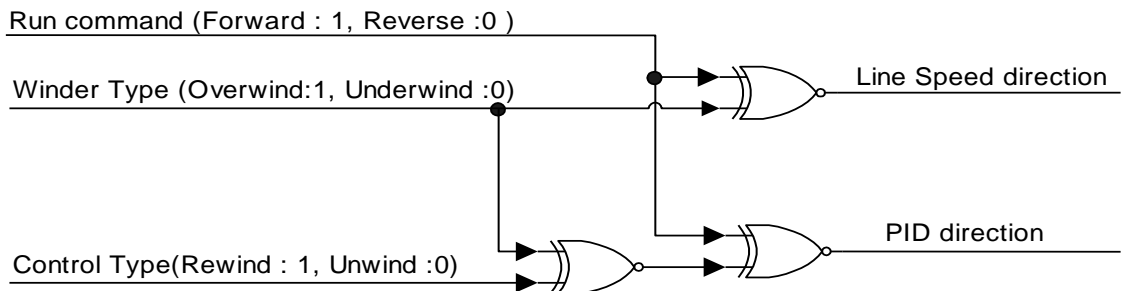 Run command (Forward : 1, Reverse :0 )
Line Speed direction
Winder Type (Overwind:1, Underwind :0)
PID direction
Control Type(Rewind : 1, Unwind :0)